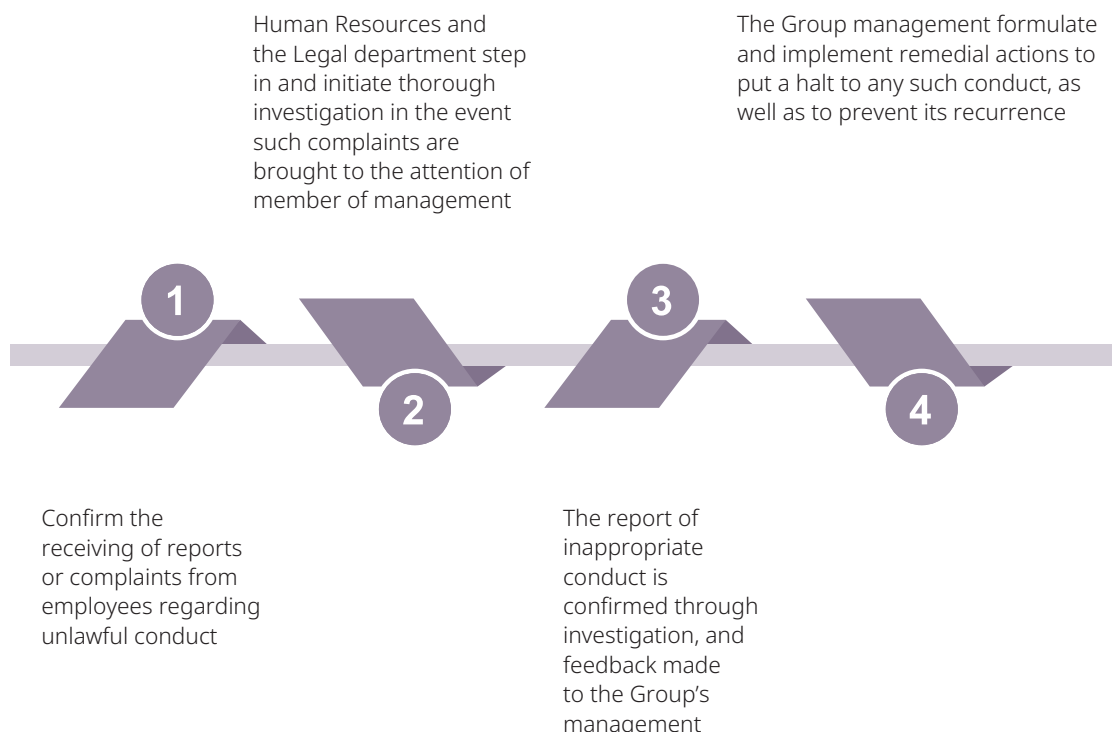 Human Resources and
the Legal department step
in and initiate thorough
investigation in the event
such complaints are
brought to the attention of
member of management
The Group management formulate
and implement remedial actions to
put a halt to any such conduct, as
well as to prevent its recurrence
1
2
3
4
Confirm the
receiving of reports
or complaints from
employees regarding
unlawful conduct
The report of
inappropriate
conduct is
confirmed through
investigation, and
feedback made
to the Group’s
management